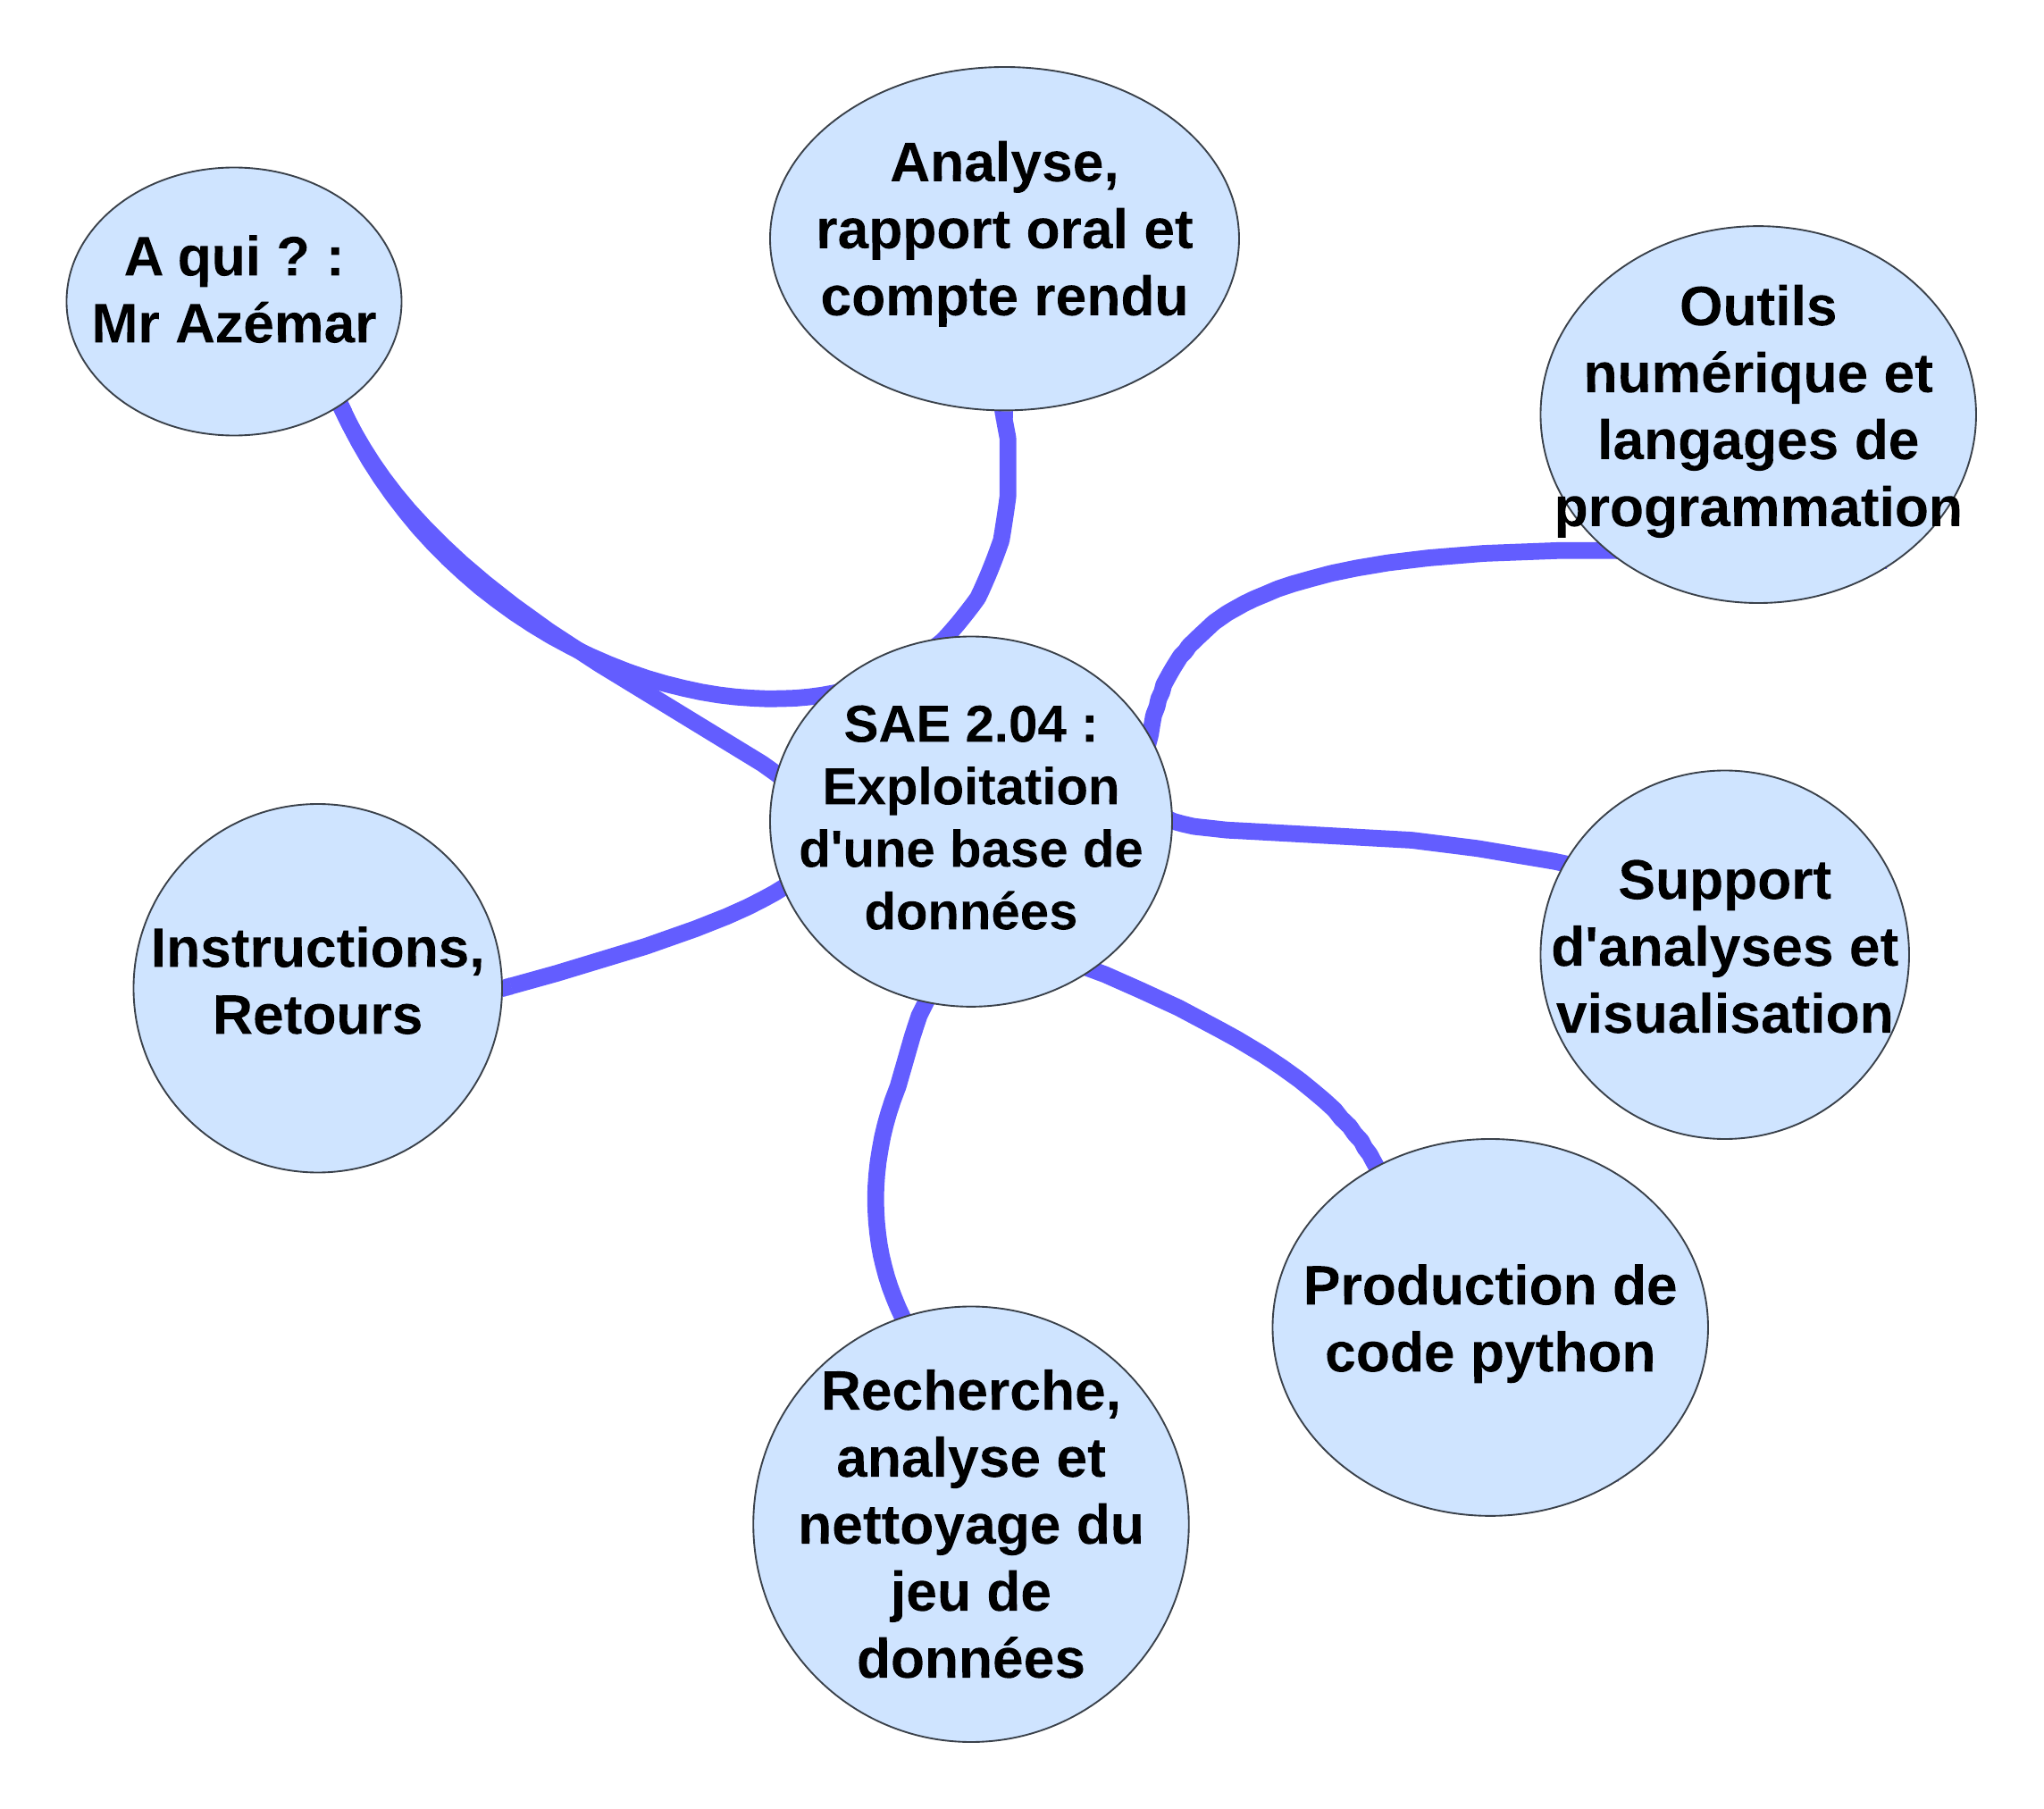 A qui ? :
Mr Azémar
Analyse,
rapport oral et
compte rendu
Outils
numérique et
langages de
programmation
SAE 2.04 :
Exploitation
d'une base de
données
Instructions,
Retours
Support
d'analyses et
visualisation
Production de
code python
Recherche,
analyse et
nettoyage du
jeu de
données